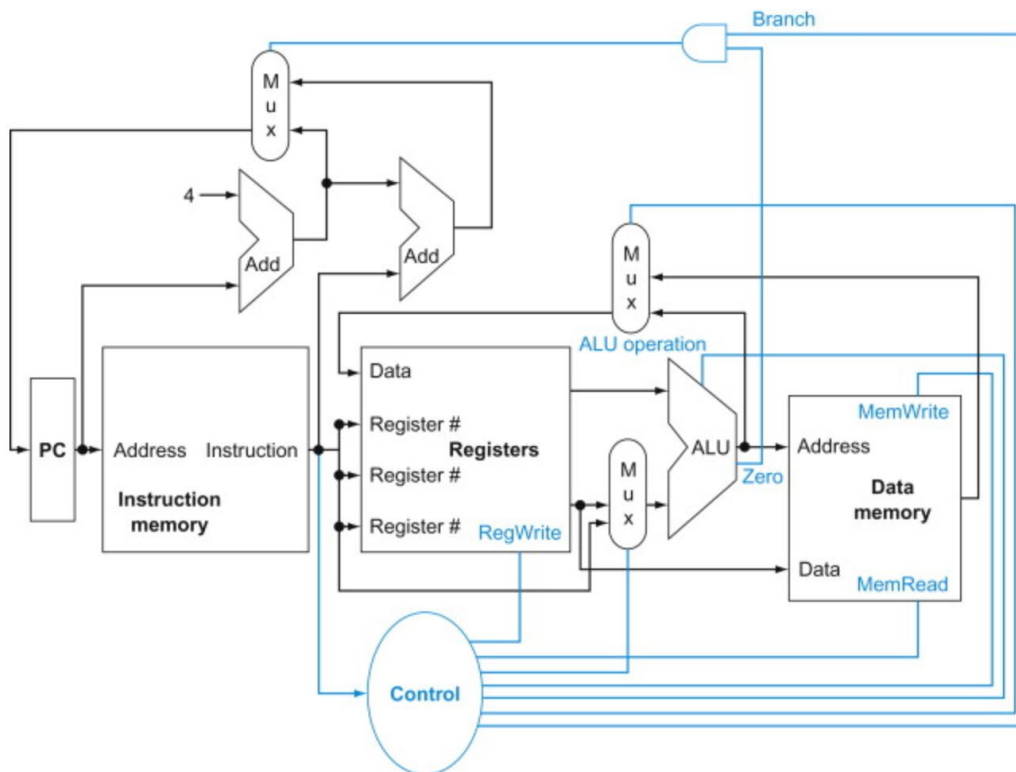 Branch
M
u
x
4
Add
Add
M
u
x
ALU operation
Data
MemWrite
Register #
PC
Address
Instruction
Registers
M
u
x
ALU
Address
Register #
Zero
Instruction
memory
Data
memory
Register #
RegWrite
Data
MemRead
Control